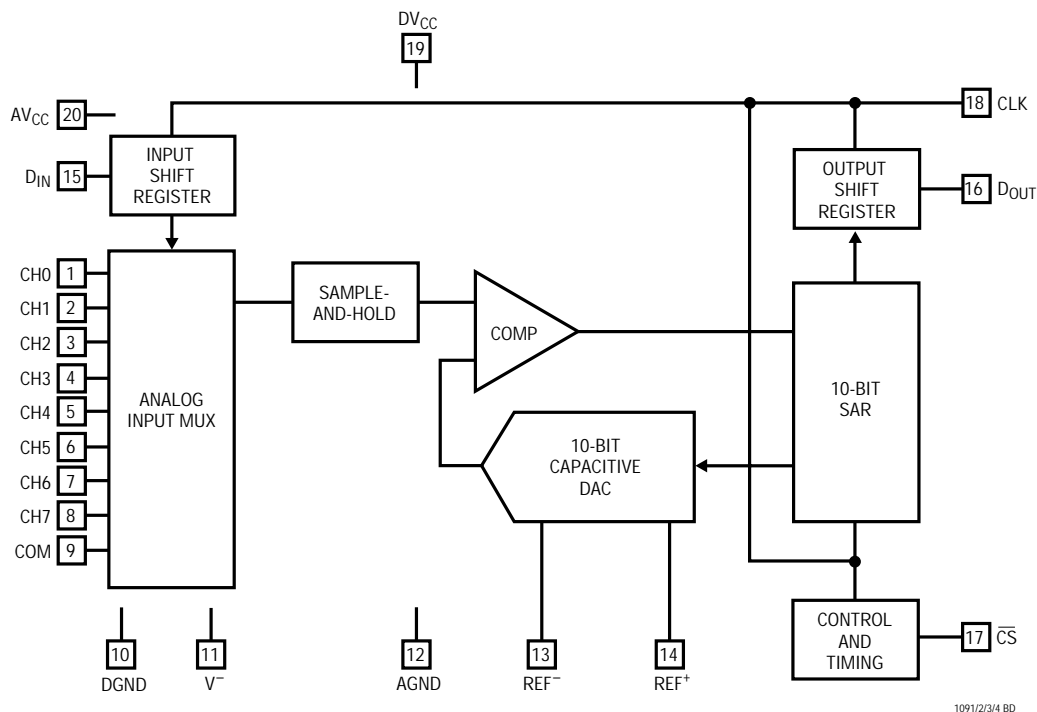 DVCC
19
AVCC 20
18 CLK
INPUT
SHIFT
REGISTER
DIN 15
OUTPUT
SHIFT
REGISTER
16 DOUT
CH0 1
CH1 2
CH2 3
CH3 4
CH4 5
CH5 6
CH6 7
CH7 8
COM 9
ANALOG
INPUT MUX
SAMPLE-
AND-HOLD
COMP
10-BIT
CAPACITIVE
DAC
10-BIT
SAR
CONTROL
AND
TIMING
17 C̅S̅
10
DGND
11
V−
12
AGND
13
REF−
14
REF+
1091/2/3/4 BD